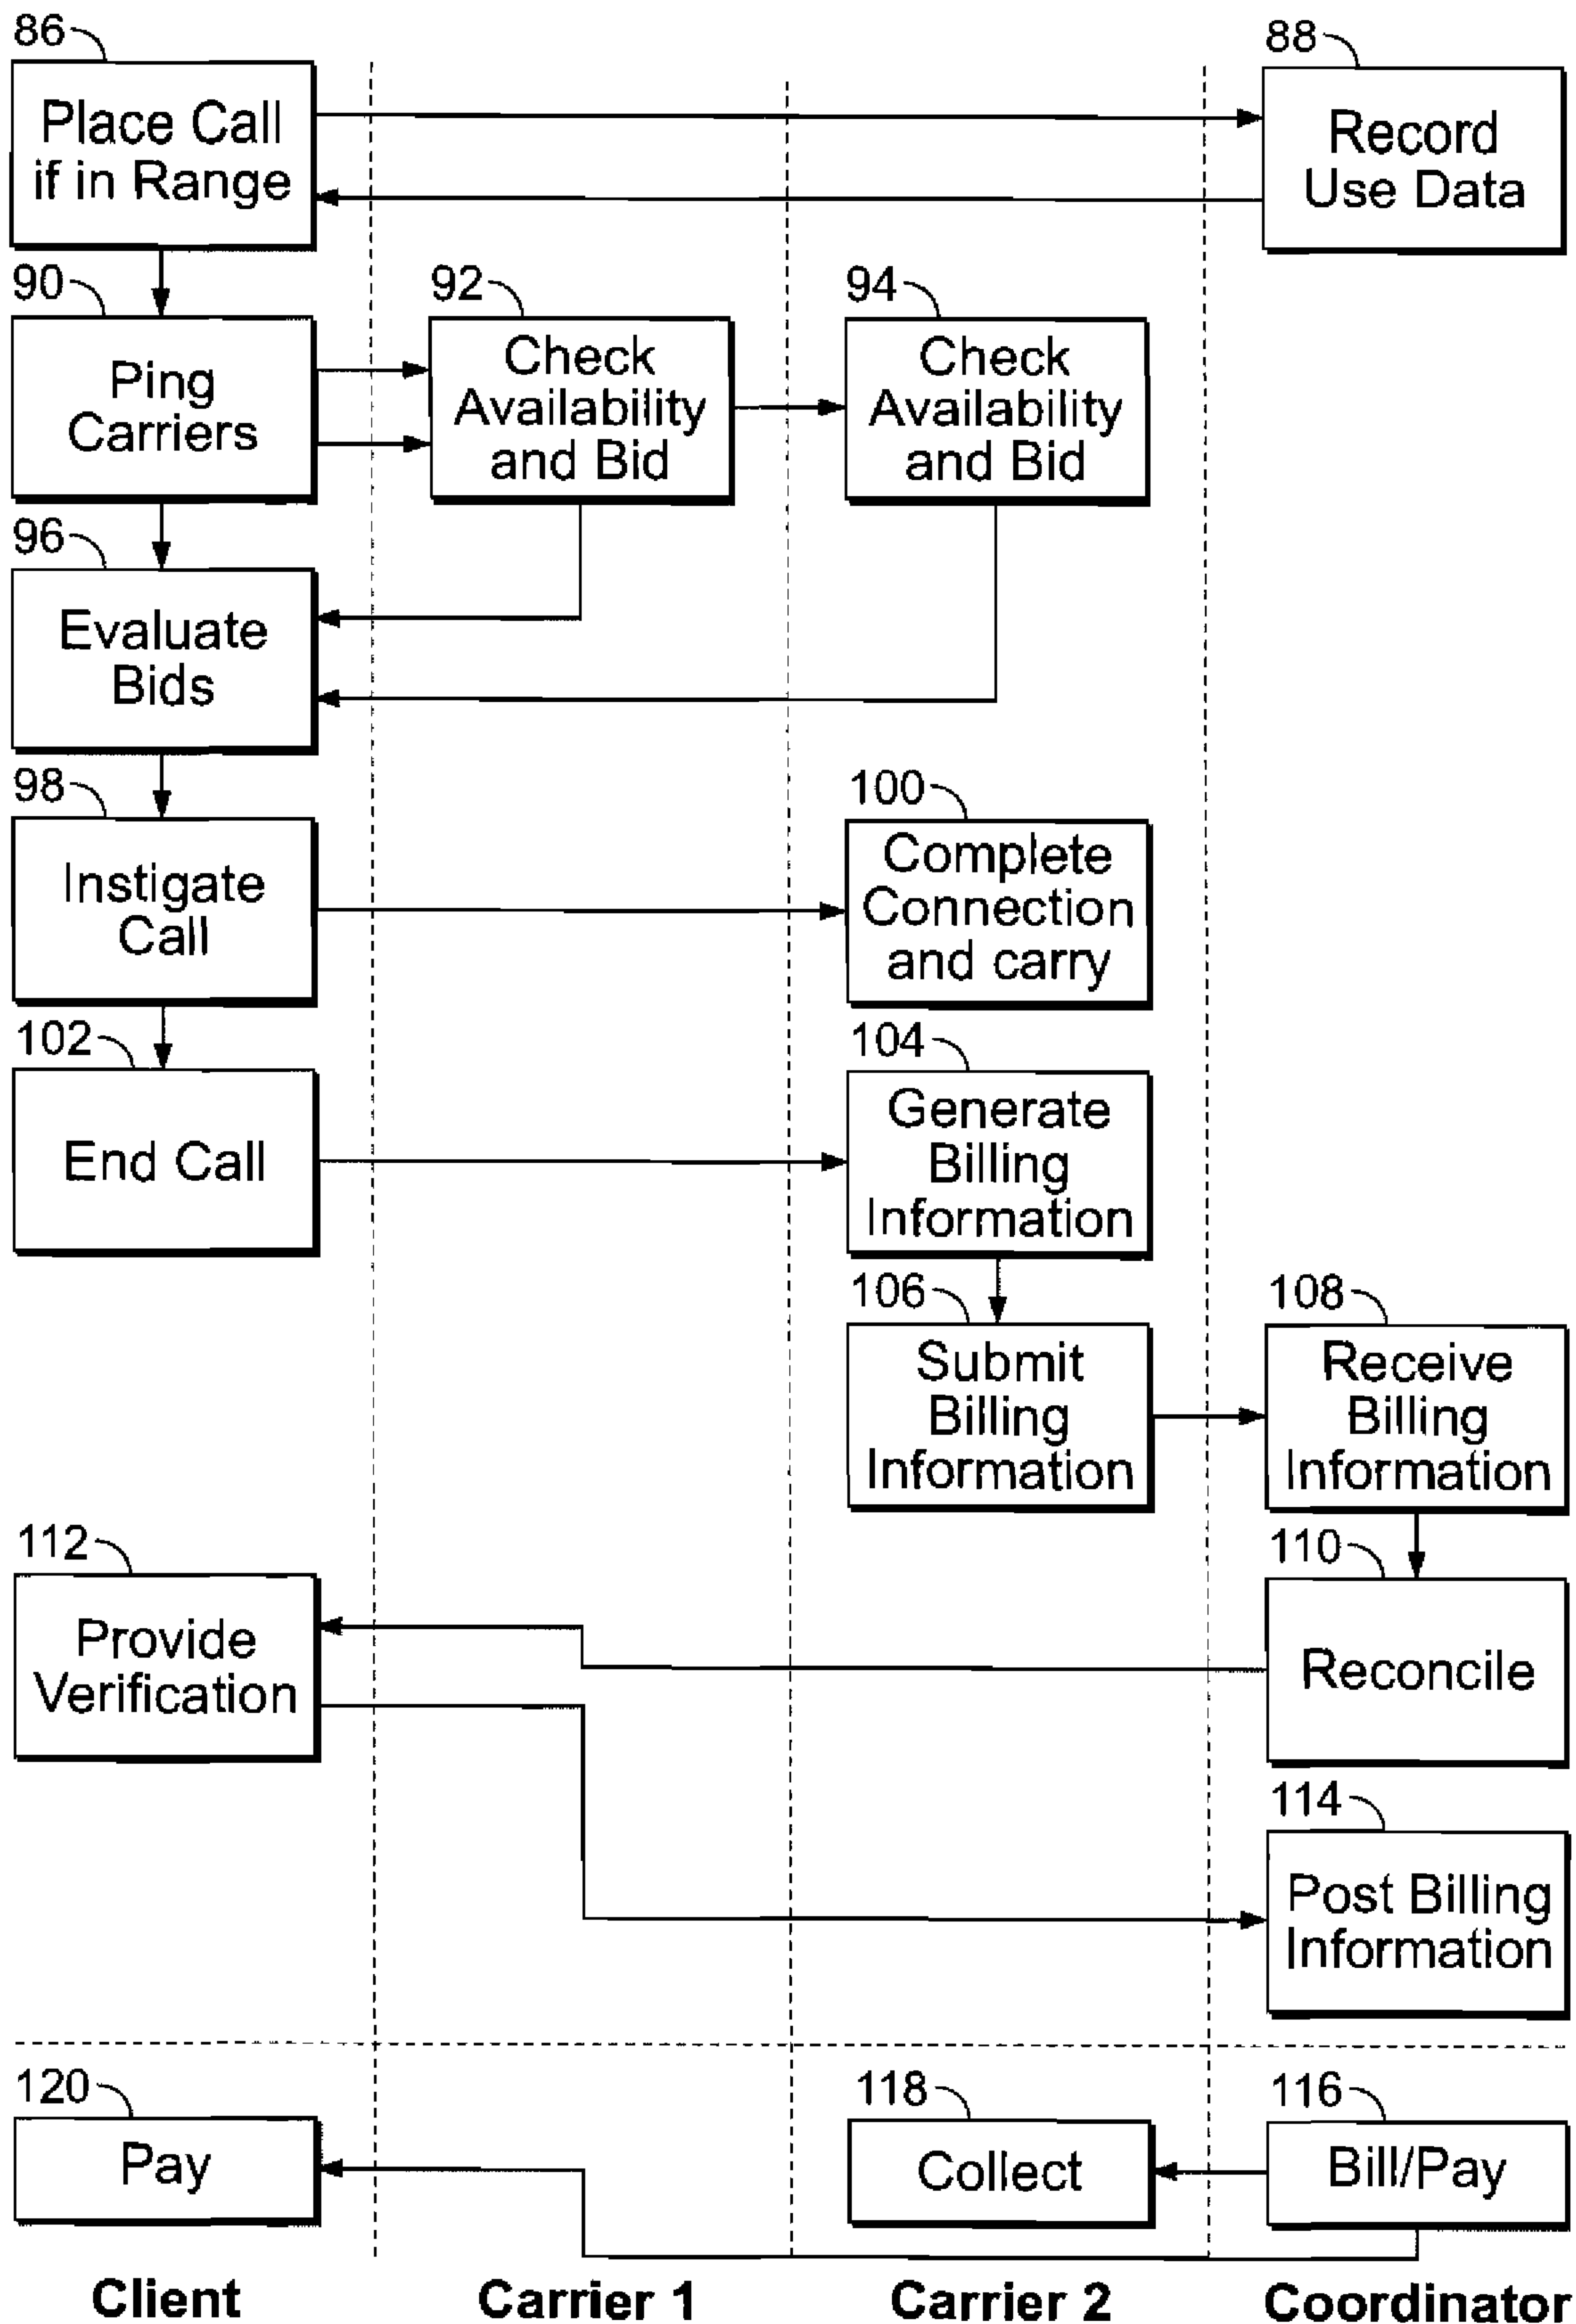 86
Place Call
if in Range
88
Record
Use Data
90
Ping
Carriers
92
Check
Availability
and Bid
94
Check
Availability
and Bid
96
Evaluate
Bids
98
Instigate
Call
100
Complete
Connection
and carry
102
End Call
104
Generate
Billing
Information
106
Submit
Billing
Information
108
Receive
Billing
Information
112
Provide
Verification
110
Reconcile
114
Post Billing
Information
120
Pay
118
Collect
116
Bill/Pay
Client
Carrier 1
Carrier 2
Coordinator